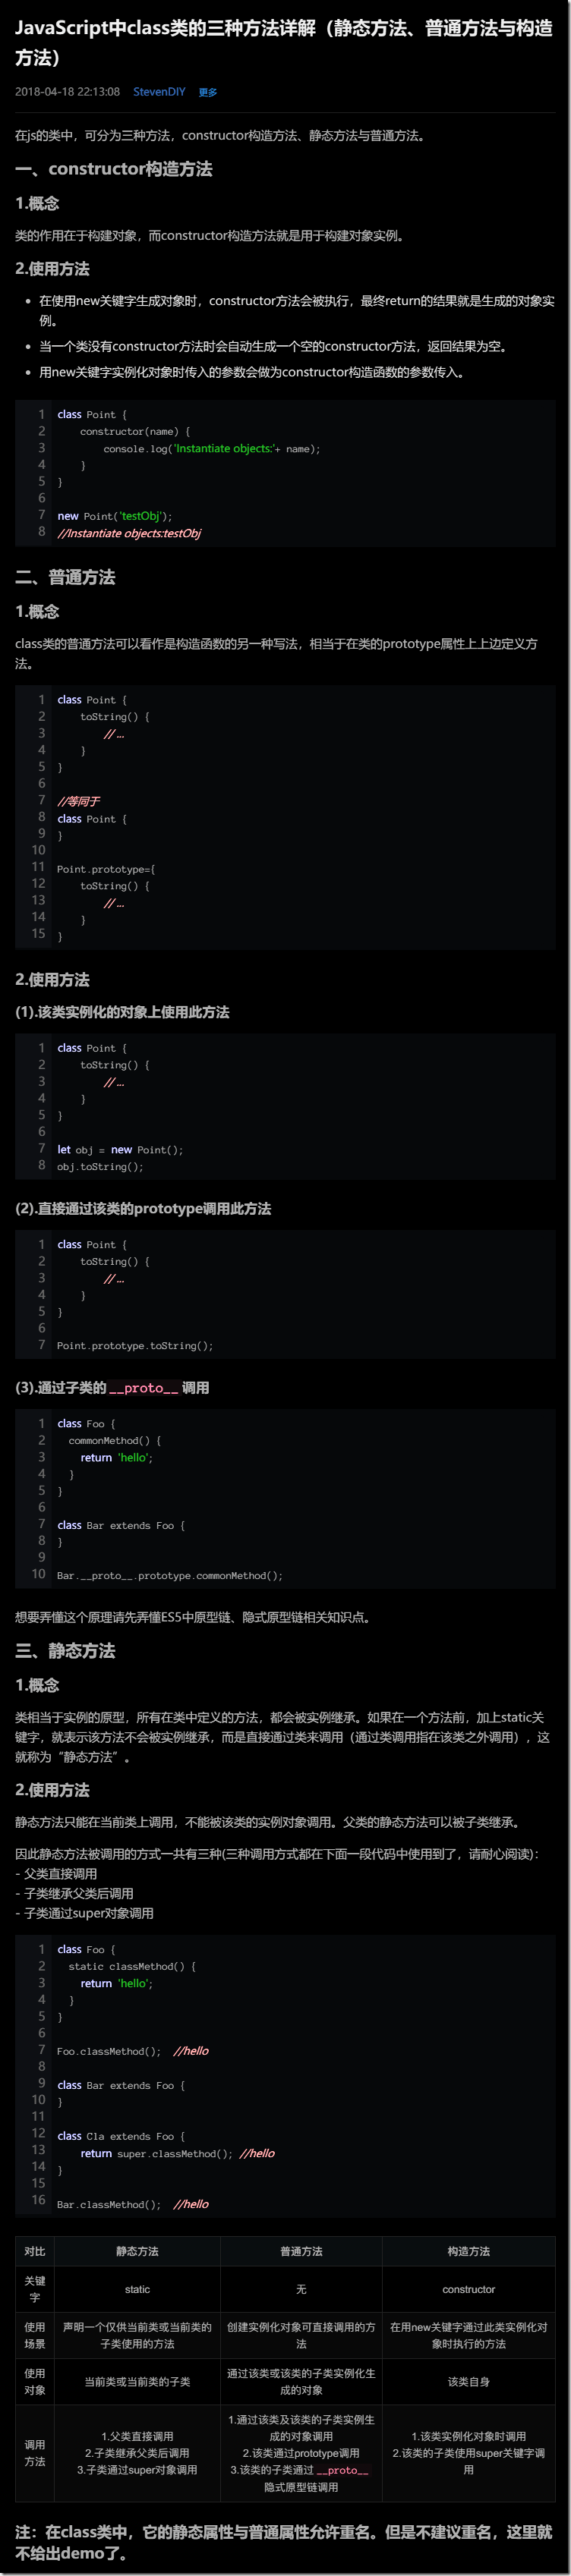 JavaScript中class类的三种方法详解（静态方法、普通方法与构造
方法）
2018-04-18 22:13:08 StevenDIY 更多
在js的类中，可分为三种方法，constructor构造方法、静态方法与普通方法。
一、constructor构造方法
1.概念
类的作用在于构建对象，而constructor构造方法就是用于构建对象实例。
2.使用方法
• 在使用new关键字生成对象时，constructor方法会被执行，最终return的结果就是生成的对象实
例。
• 当一个类没有constructor方法时会自动生成一个空的constructor方法，返回结果为空。
• 用new关键字实例化对象时传入的参数会做为constructor构造函数的参数传入。
1 class Point {
2 constructor(name) {
3 console.log('Instantiate objects:'+ name);
4 }
5 }
6
7 new Point('testObj');
8 //Instantiate objects:testObj
二、普通方法
1.概念
class类的普通方法可以看作是构造函数的另一种写法，相当于在类的prototype属性上上边定义方
法。
1 class Point {
2 toString() {
3 // ...
4 }
5 }
6
7 //等同于
8 class Point {
9 }
10
11 Point.prototype={
12 toString() {
13 // ...
14 }
15 }
2.使用方法
(1).该类实例化的对象上使用此方法
1 class Point {
2 toString() {
3 // ...
4 }
5 }
6
7 let obj = new Point();
8 obj.toString();
(2).直接通过该类的prototype调用此方法
1 class Point {
2 toString() {
3 // ...
4 }
5 }
6
7 Point.prototype.toString();
(3).通过子类的__proto__调用
1 class Foo {
2 commonMethod() {
3 return 'hello';
4 }
5 }
6
7 class Bar extends Foo {
8 }
9
10 Bar.__proto__.prototype.commonMethod();
想要弄懂这个原理请先弄懂ES5中原型链、隐式原型链相关知识点。
三、静态方法
1.概念
类相当于实例的原型，所有在类中定义的方法，都会被实例继承。如果在一个方法前，加上static关
键字，就表示该方法不会被实例继承，而是直接通过类来调用（通过类调用指在该类之外调用），这
就称为“静态方法”。
2.使用方法
静态方法只能在当前类上调用，不能被该类的实例对象调用。父类的静态方法可以被子类继承。
因此静态方法被调用的方式一共有三种(三种调用方式都在下面一段代码中使用到了，请耐心阅读)：
- 父类直接调用
- 子类继承父类后调用
- 子类通过super对象调用
1 class Foo {
2 static classMethod() {
3 return 'hello';
4 }
5 }
6
7 Foo.classMethod(); //hello
8
9 class Bar extends Foo {
10 }
11
12 class Cla extends Foo {
13 return super.classMethod(); //hello
14 }
15
16 Bar.classMethod(); //hello
对比 静态方法 普通方法 构造方法
关键
字 static 无 constructor
使用
场景 声明一个仅供当前类或当前类的
子类使用的方法 创建实例化对象可直接调用的方
法 在用new关键字通过此类实例化对
象时执行的方法
使用
对象 当前类或当前类的子类 通过该类或该类的子类实例化生
成的对象 该类自身
调用
方法 1.父类直接调用
2.子类继承父类后调用
3.子类通过super对象调用 1.通过该类及该类的子类实例生
成的对象调用
2.该类通过prototype调用
3.该类的子类通过__proto__
隐式原型链调用 1.该类实例化对象时调用
2.该类的子类使用super关键字调
用
注：在class类中，它的静态属性与普通属性允许重名。但是不建议重名，这里就
不给出demo了。